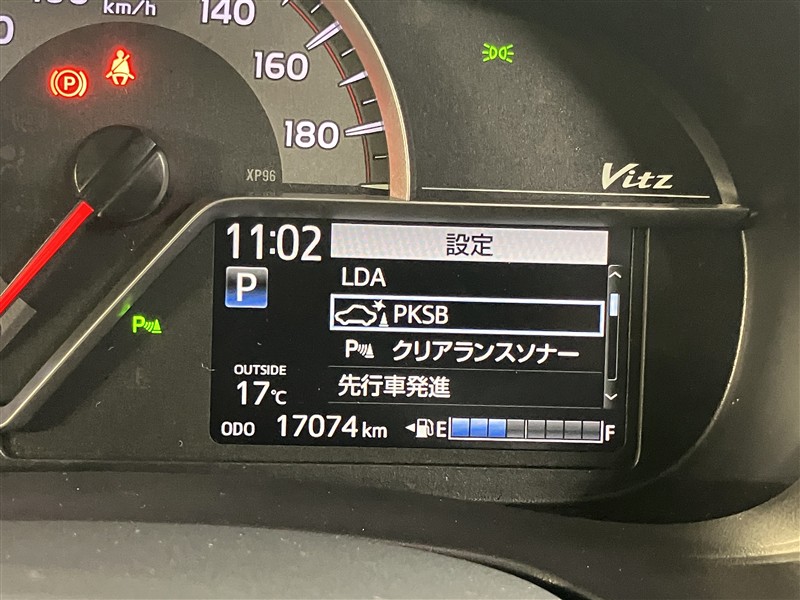 km/h
140
160
180
XP96
Vitz
11:02
設定
P
LDA
PKSB
P クリアランスソナー
先行車発進
OUTSIDE
17℃
ODO 17074 km
E F
P
P